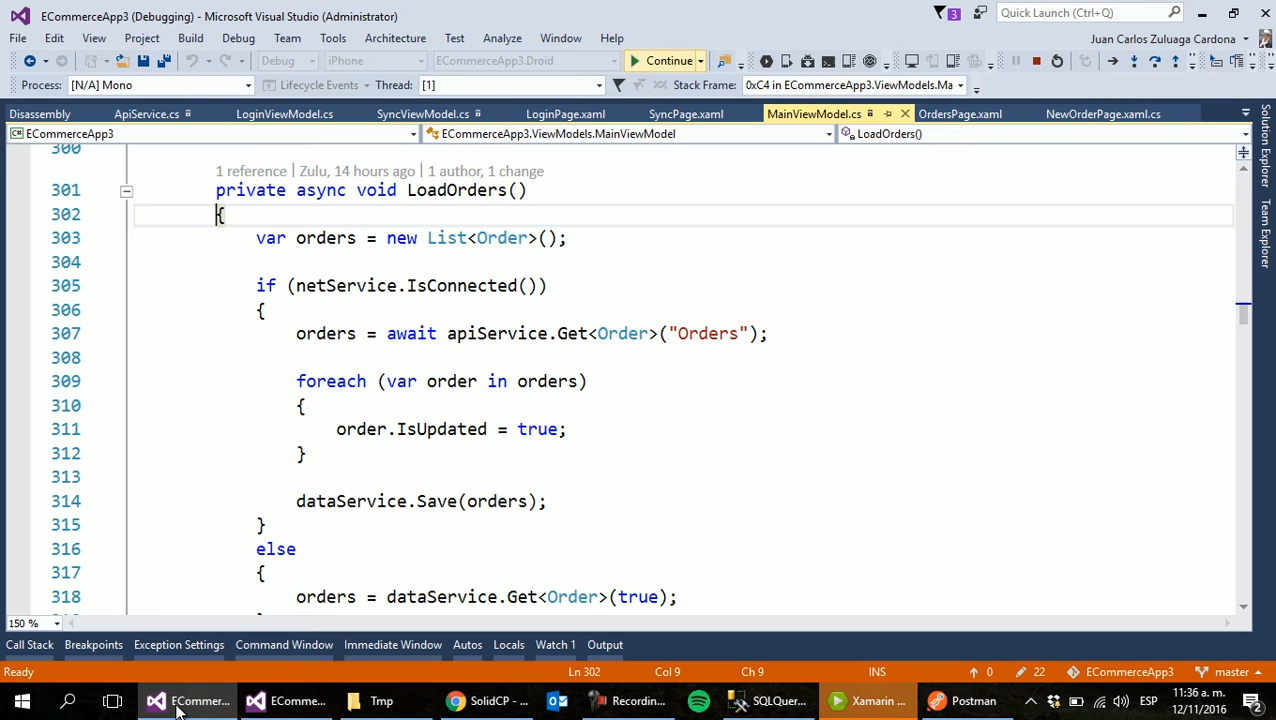 ECommerceApp3 (Debugging) - Microsoft Visual Studio (Administrator)
3
Quick Launch (Ctrl+Q)
File Edit View Project Build Debug Team Tools Architecture Test Analyze Window Help
Juan Carlos Zuluaga Cardona
Debug iPhone ECommerceApp3.Droid Continue
Process: [N/A] Mono Lifecycle Events Thread: [1] Stack Frame: 0xC4 in ECommerceApp3.ViewModels.Ma
Disassembly ApiService.cs LoginViewModel.cs SyncViewModel.cs LoginPage.xaml SyncPage.xaml MainViewModel.cs OrdersPage.xaml NewOrderPage.xaml.cs
ECommerceApp3 ECommerceApp3.ViewModels.MainViewModel LoadOrders()
300
1 reference | Zulu, 14 hours ago | 1 author, 1 change
301 private async void LoadOrders()
302 {
303 var orders = new List<Order>();
304
305 if (netService.IsConnected())
306 {
307 orders = await apiService.Get<Order>("Orders");
308
309 foreach (var order in orders)
310 {
311 order.IsUpdated = true;
312 }
313
314 dataService.Save(orders);
315 }
316 else
317 {
318 orders = dataService.Get<Order>(true);
Solution Explorer
Team Explorer
150 %
Call Stack Breakpoints Exception Settings Command Window Immediate Window Autos Locals Watch 1 Output
Ready Ln 302 Col 9 Ch 9 INS 0 22 ECommerceApp3 master
ECommer... ECommer... Tmp SolidCP - ... Recording... SQLQuer... Xamarin ... Postman ESP 11:36 a. m.
12/11/2016
2